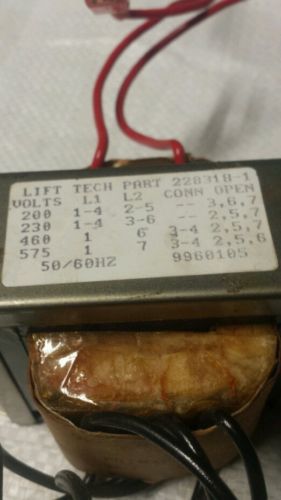 LIFT TECH PART 228318-1
VOLTS L1 L2 CONN OPEN
200 1-4 2-5 -- 3,6,7
230 1-4 3-6 -- 2,5,7
460 1 6 3-4 2,5,7
575 1 7 3-4 2,5,6
50/60HZ 9960105